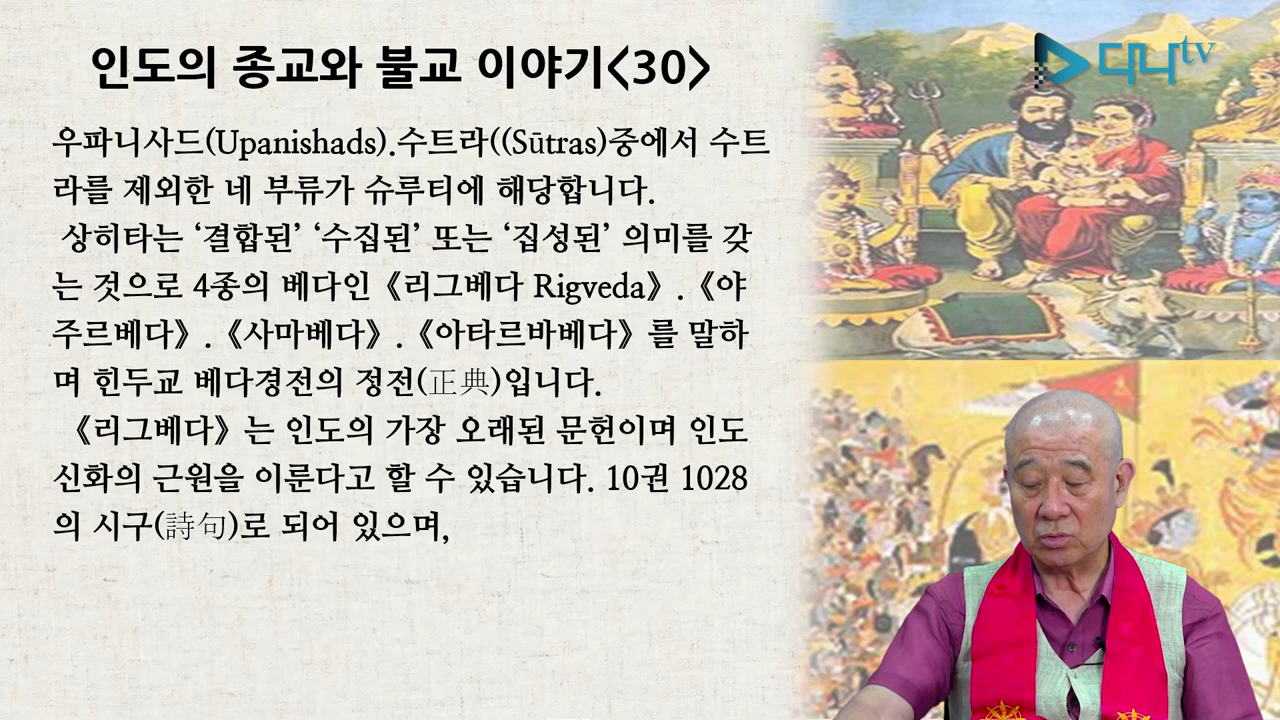 인도의 종교와 불교 이야기<30>
다나tv
우파니사드(Upanishads).수트라((Sūtras)중에서 수트
라를 제외한 네 부류가 슈루티에 해당합니다.
상히타는 ‘결합된’ ‘수집된’ 또는 ‘집성된’ 의미를 갖
는 것으로 4종의 베다인《리그베다 Rigveda》.《야
주르베다》.《사마베다》.《아타르바베다》를 말하
며 힌두교 베다경전의 정전(正典)입니다.
《리그베다》는 인도의 가장 오래된 문헌이며 인도
신화의 근원을 이룬다고 할 수 있습니다. 10권 1028
의 시구(詩句)로 되어 있으며,